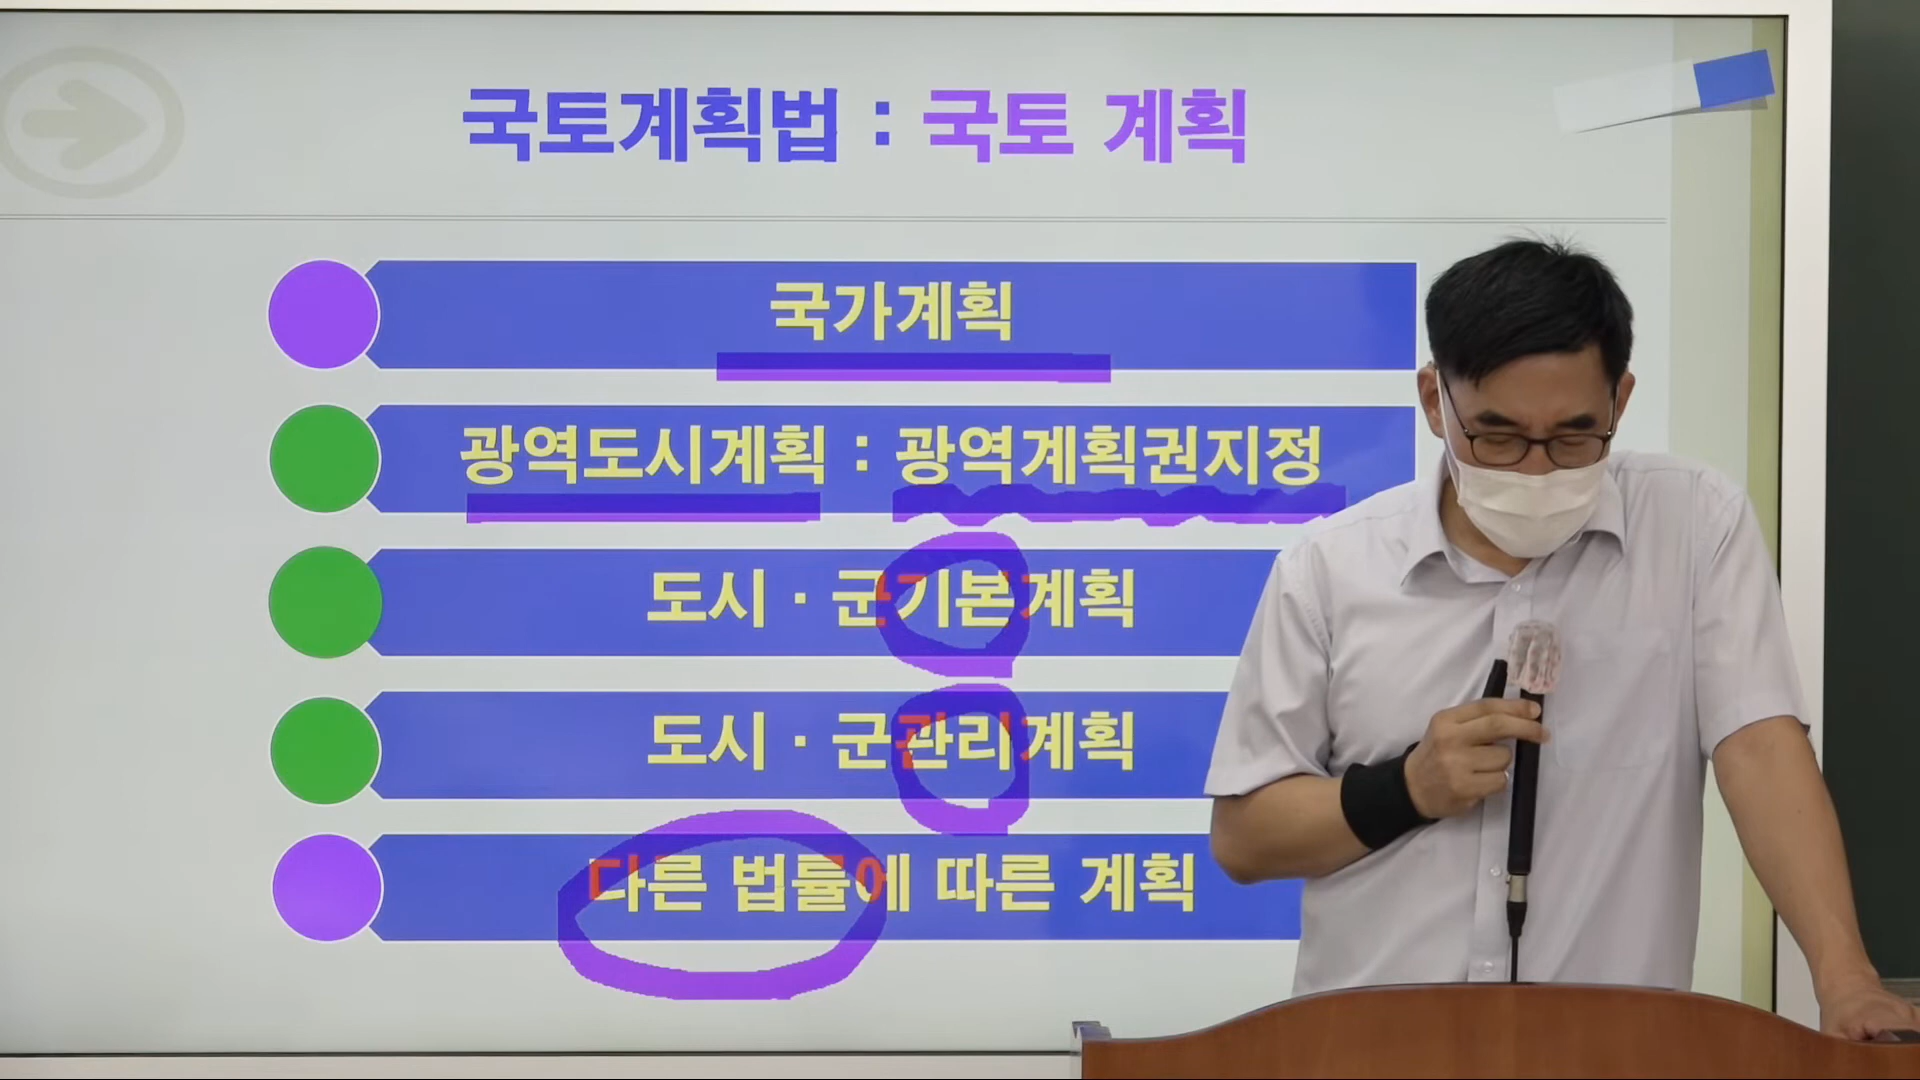 국토계획법 : 국토 계획
국가계획
광역도시계획 : 광역계획권지정
도시 · 군기본계획
도시 · 군관리계획
다른 법률에 따른 계획